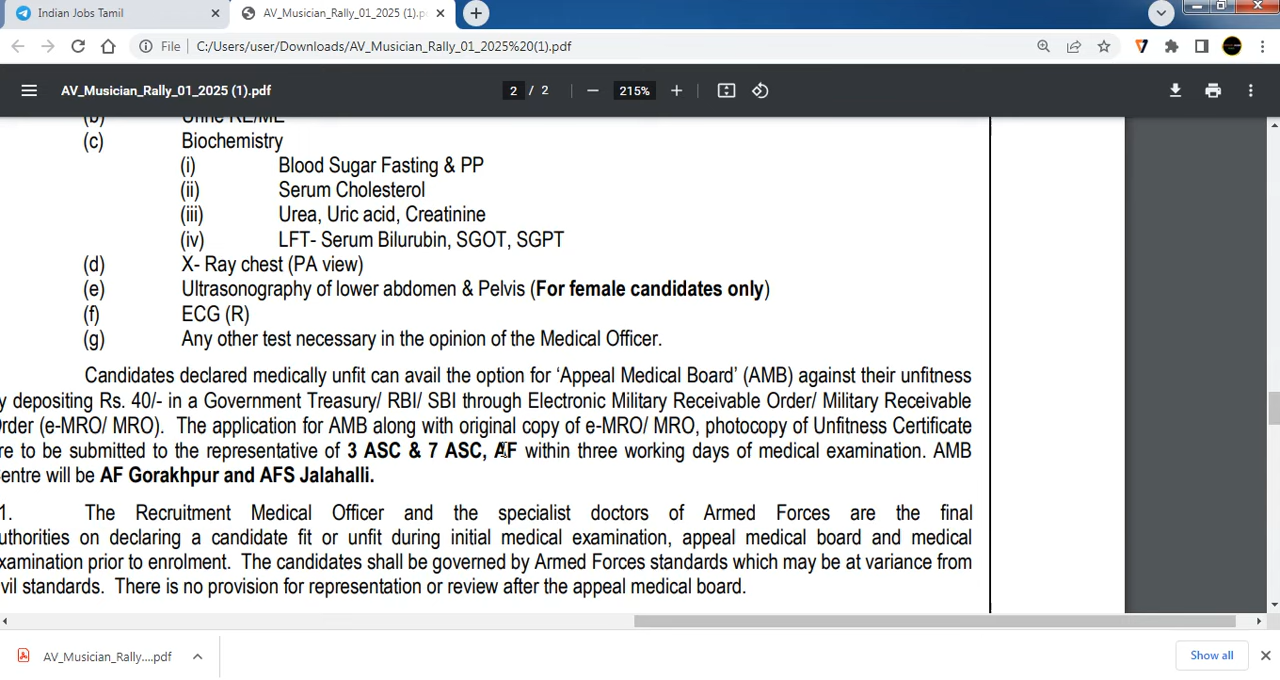 Indian Jobs Tamil
AV_Musician_Rally_01_2025 (1).p
File
C:/Users/user/Downloads/AV_Musician_Rally_01_2025%20(1).pdf
AV_Musician_Rally_01_2025 (1).pdf
2 / 2
215%
(b) Urine RE/ME
(c) Biochemistry
(i) Blood Sugar Fasting & PP
(ii) Serum Cholesterol
(iii) Urea, Uric acid, Creatinine
(iv) LFT- Serum Bilurubin, SGOT, SGPT
(d) X- Ray chest (PA view)
(e) Ultrasonography of lower abdomen & Pelvis (For female candidates only)
(f) ECG (R)
(g) Any other test necessary in the opinion of the Medical Officer.
Candidates declared medically unfit can avail the option for ‘Appeal Medical Board’ (AMB) against their unfitness
y depositing Rs. 40/- in a Government Treasury/ RBI/ SBI through Electronic Military Receivable Order/ Military Receivable
rder (e-MRO/ MRO). The application for AMB along with original copy of e-MRO/ MRO, photocopy of Unfitness Certificate
re to be submitted to the representative of 3 ASC & 7 ASC, AF within three working days of medical examination. AMB
entre will be AF Gorakhpur and AFS Jalahalli.
1. The Recruitment Medical Officer and the specialist doctors of Armed Forces are the final
uthorities on declaring a candidate fit or unfit during initial medical examination, appeal medical board and medical
xamination prior to enrolment. The candidates shall be governed by Armed Forces standards which may be at variance from
vil standards. There is no provision for representation or review after the appeal medical board.
AV_Musician_Rally....pdf
Show all